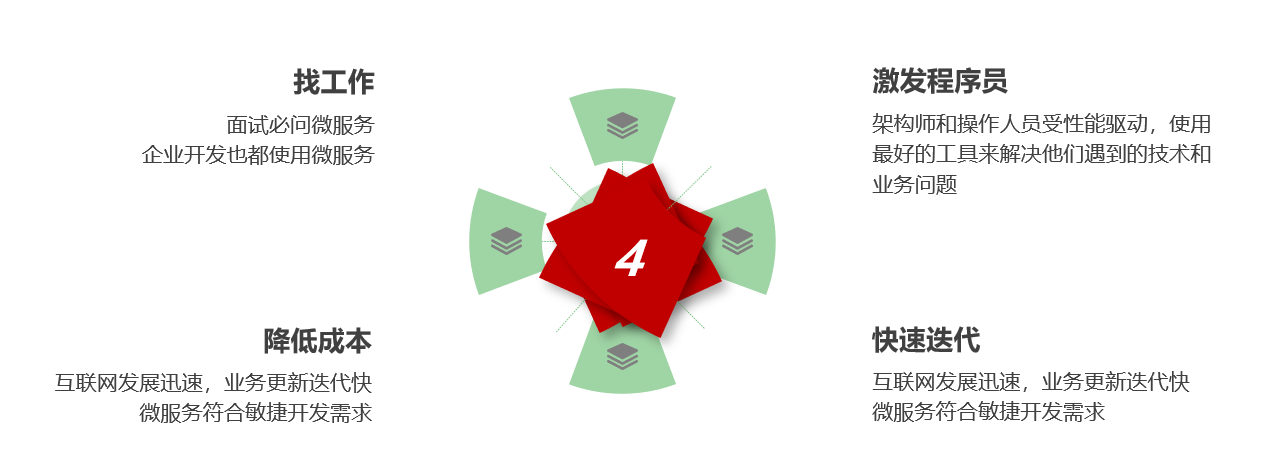 找工作
面试必问微服务
企业开发也都使用微服务
激发程序员
架构师和操作人员受性能驱动，使用
最好的工具来解决他们遇到的技术和
业务问题
4
降低成本
互联网发展迅速，业务更新迭代快
微服务符合敏捷开发需求
快速迭代
互联网发展迅速，业务更新迭代快
微服务符合敏捷开发需求